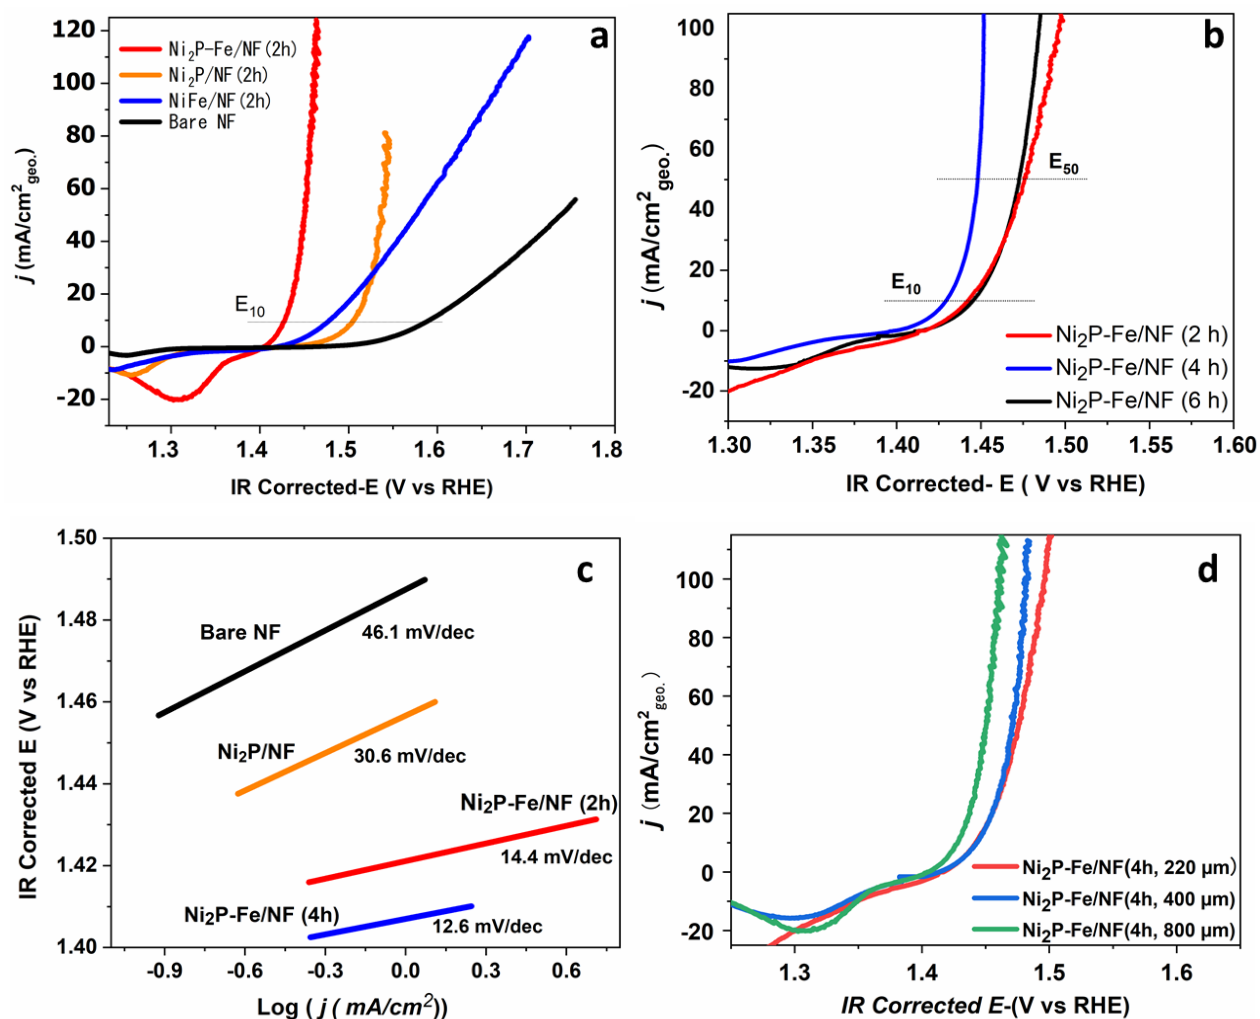 a
Ni₂P-Fe/NF(2h)
Ni₂P/NF(2h)
NiFe/NF(2h)
Bare NF
E₁₀
120
100
80
60
40
20
0
-20
j (mA/cm²geo.)
1.3 1.4 1.5 1.6 1.7 1.8
IR Corrected-E (V vs RHE)
b
E₅₀
E₁₀
Ni₂P-Fe/NF (2 h)
Ni₂P-Fe/NF (4 h)
Ni₂P-Fe/NF (6 h)
100
80
60
40
20
0
-20
j (mA/cm²geo.)
1.30 1.35 1.40 1.45 1.50 1.55 1.60
IR Corrected- E ( V vs RHE)
c
Bare NF
46.1 mV/dec
Ni₂P/NF
30.6 mV/dec
Ni₂P-Fe/NF (2h)
14.4 mV/dec
Ni₂P-Fe/NF (4h)
12.6 mV/dec
1.50
1.48
1.46
1.44
1.42
1.40
IR Corrected E (V vs RHE)
-0.9 -0.6 -0.3 0.0 0.3 0.6
Log ( j ( mA/cm²))
d
Ni₂P-Fe/NF(4h, 220 μm)
Ni₂P-Fe/NF(4h, 400 μm)
Ni₂P-Fe/NF(4h, 800 μm)
100
80
60
40
20
0
-20
j (mA/cm²geo.)
1.3 1.4 1.5 1.6
IR Corrected E-(V vs RHE)